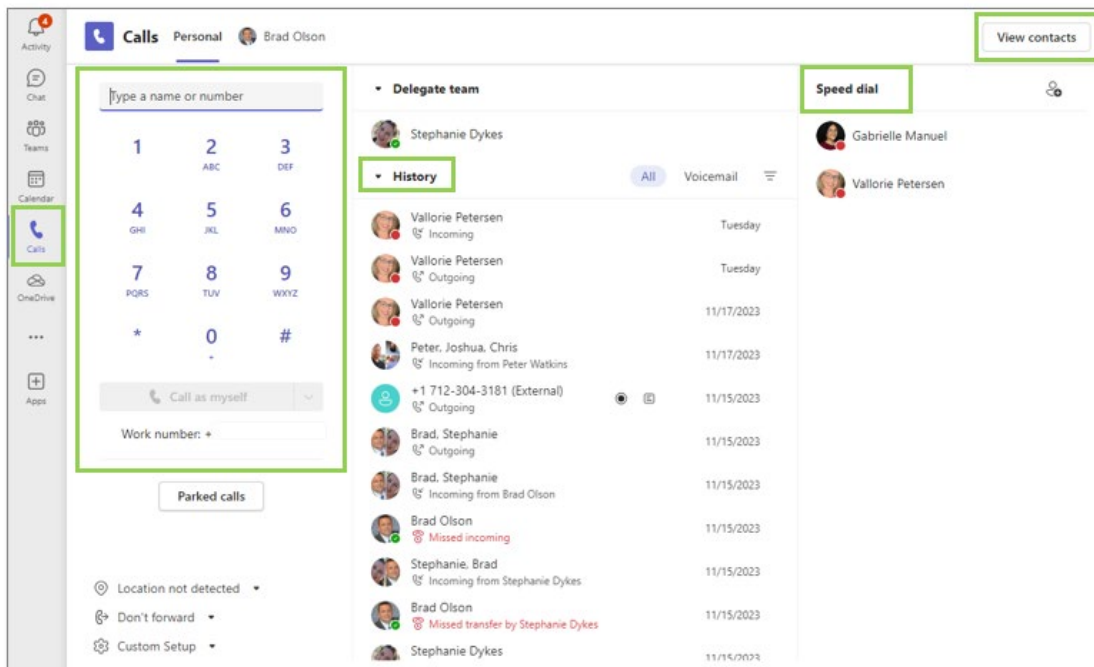 4
Activity
Chat
Teams
Calendar
Calls
OneDrive
Apps
Calls Personal Brad Olson
View contacts
Type a name or number
1 2 3
ABC DEF
4 5 6
GHI JKL MNO
7 8 9
PQRS TUV WXYZ
* 0 #
+
Call as myself
Work number: +
Parked calls
Location not detected
Don't forward
Custom Setup
Delegate team
Stephanie Dykes
History All Voicemail
Vallorie Petersen
Incoming Tuesday
Vallorie Petersen
Outgoing Tuesday
Vallorie Petersen
Outgoing 11/17/2023
Peter, Joshua, Chris
Incoming from Peter Watkins 11/17/2023
+1 712-304-3181 (External)
Outgoing 11/15/2023
Brad, Stephanie
Outgoing 11/15/2023
Brad, Stephanie
Incoming from Brad Olson 11/15/2023
Brad Olson
Missed incoming 11/15/2023
Stephanie, Brad
Incoming from Stephanie Dykes 11/15/2023
Brad Olson
Missed transfer by Stephanie Dykes 11/15/2023
Stephanie Dykes
11/15/2023
Speed dial
Gabrielle Manuel
Vallorie Petersen